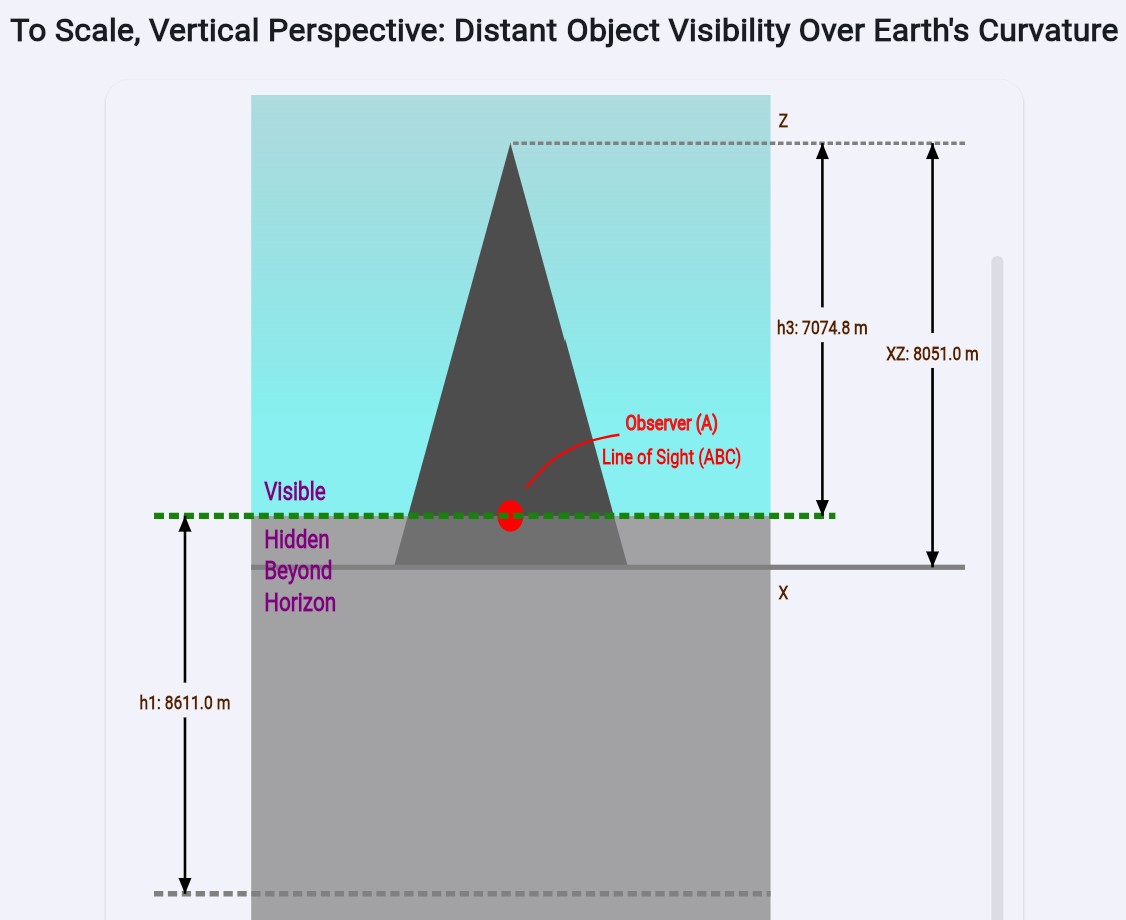 To Scale, Vertical Perspective: Distant Object Visibility Over Earth's Curvature
Z
h3: 7074.8 m
XZ: 8051.0 m
Observer (A)
Line of Sight (ABC)
Visible
Hidden
Beyond
Horizon
X
h1: 8611.0 m